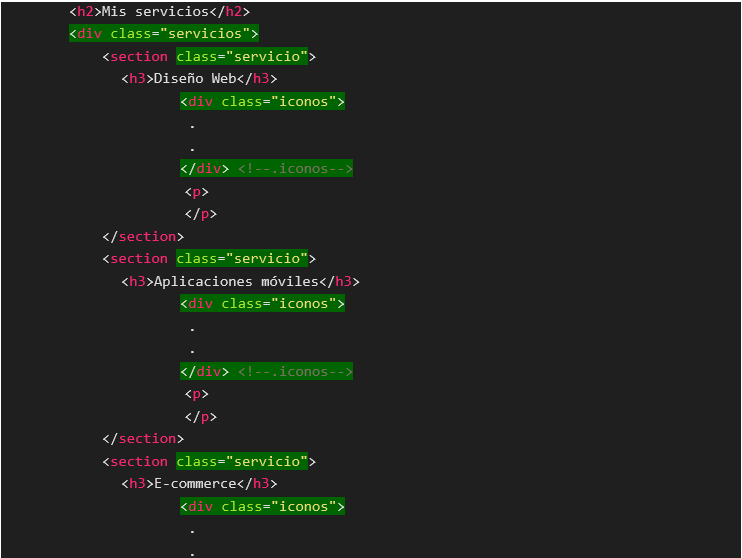 <h2>Mis servicios</h2>
<div class="servicios">
<section class="servicio">
<h3>Diseño Web</h3>
<div class="iconos">
.
.
</div> <!--.iconos-->
<p>
</p>
</section>
<section class="servicio">
<h3>Aplicaciones móviles</h3>
<div class="iconos">
.
.
</div> <!--.iconos-->
<p>
</p>
</section>
<section class="servicio">
<h3>E-commerce</h3>
<div class="iconos">
.
.